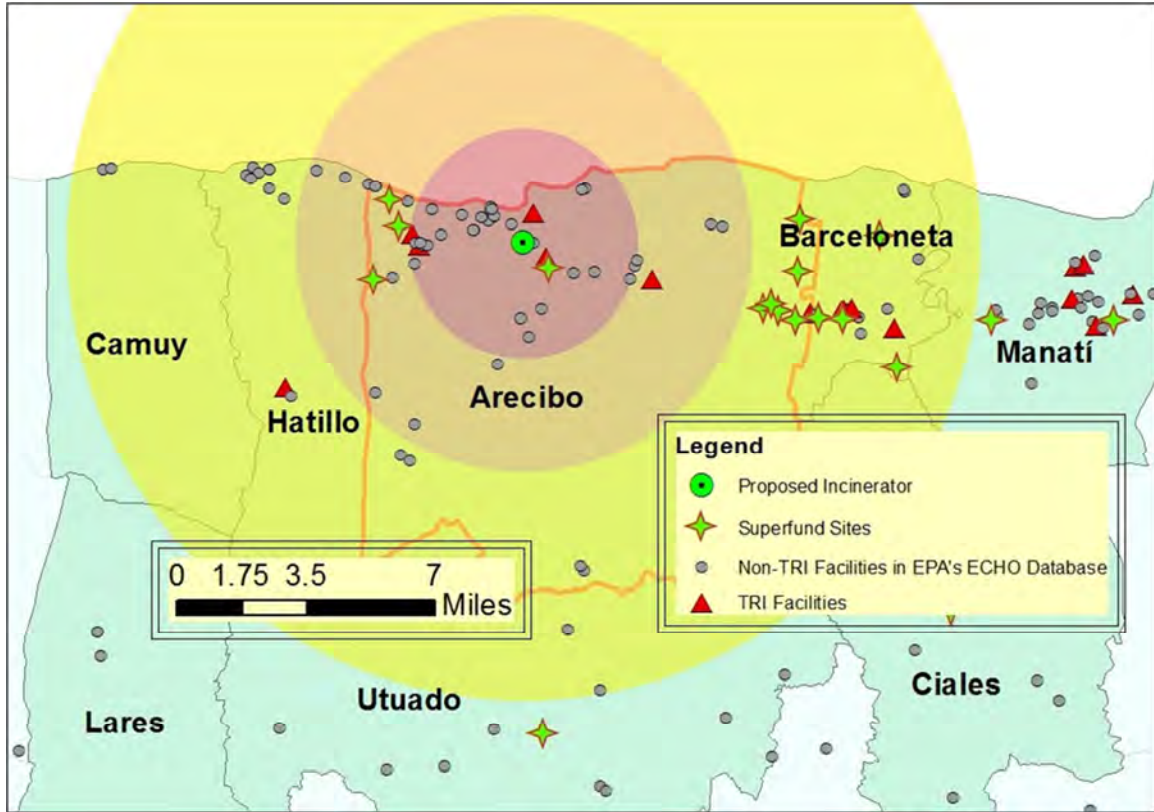 Barceloneta
Camuy
Manatí
Arecibo
Hatillo
Legend
Proposed Incinerator
Superfund Sites
Non-TRI Facilities in EPA's ECHO Database
TRI Facilities
0 1.75 3.5 7
Miles
Utuado
Ciales
Lares